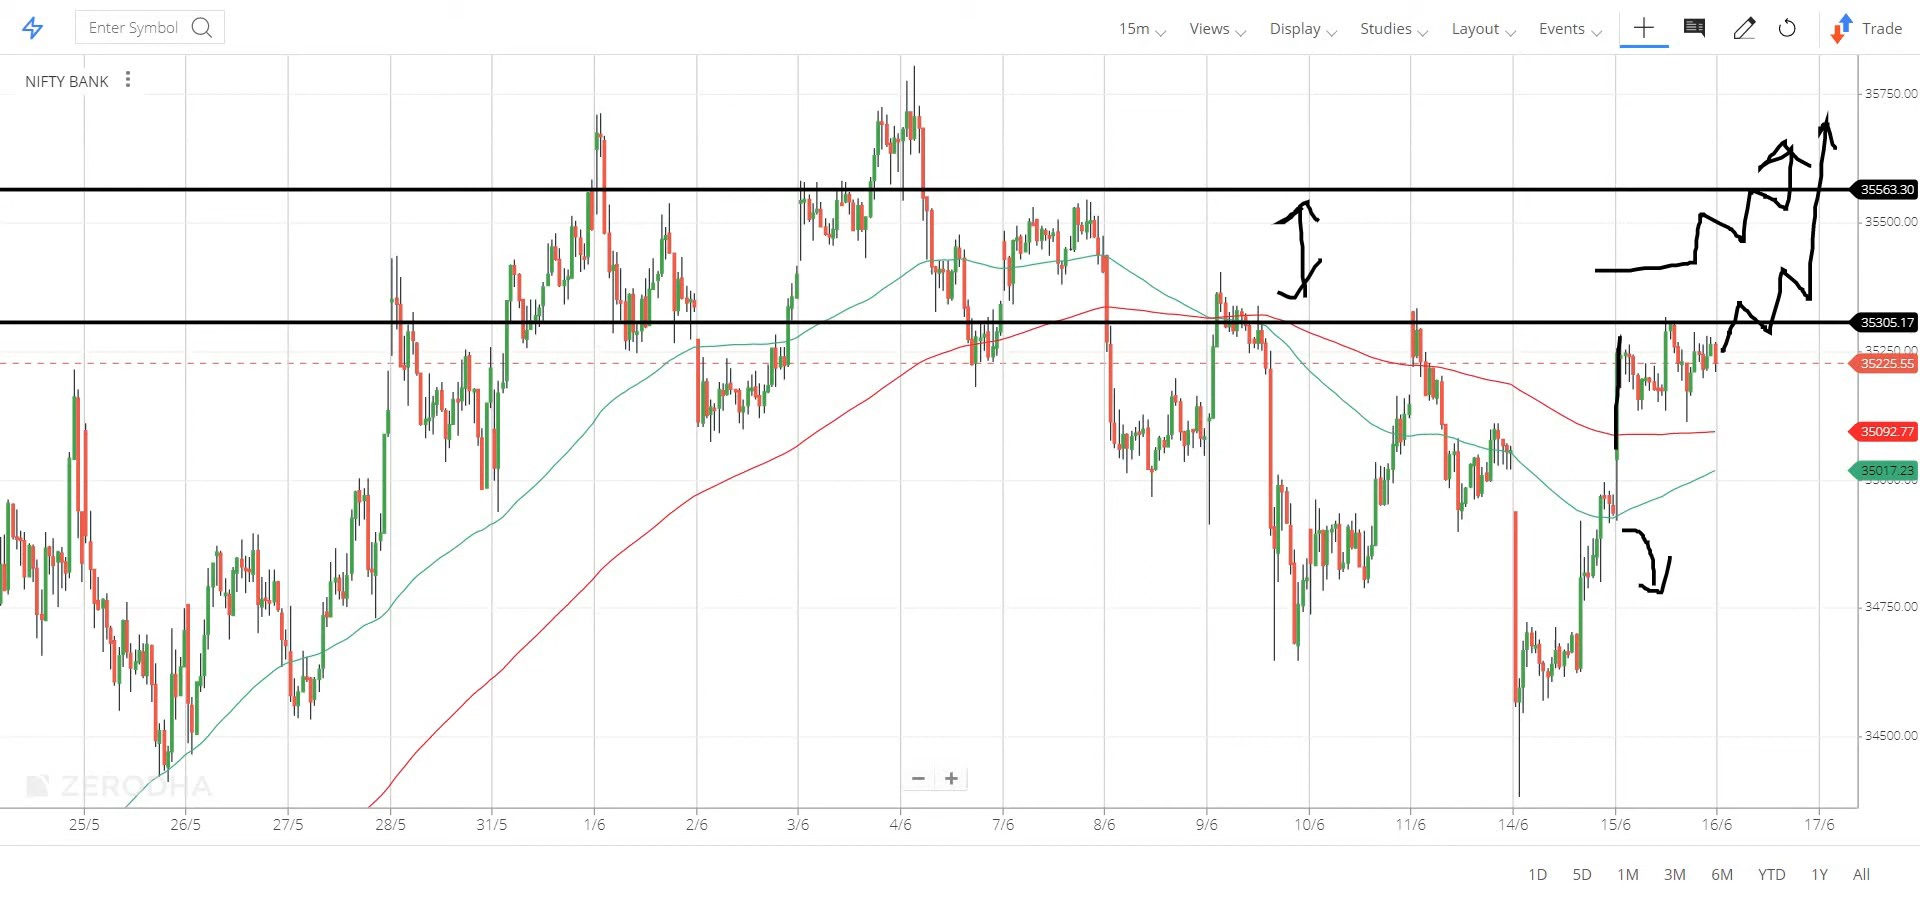 Enter Symbol 15m Views Display Studies Layout Events Trade
NIFTY BANK
35750.00
35563.30
35500.00
35305.17
35250.00
35225.55
35092.77
35017.23
35000.00
34750.00
34500.00
ZERODHA
25/5 26/5 27/5 28/5 31/5 1/6 2/6 3/6 4/6 7/6 8/6 9/6 10/6 11/6 14/6 15/6 16/6 17/6
1D 5D 1M 3M 6M YTD 1Y All